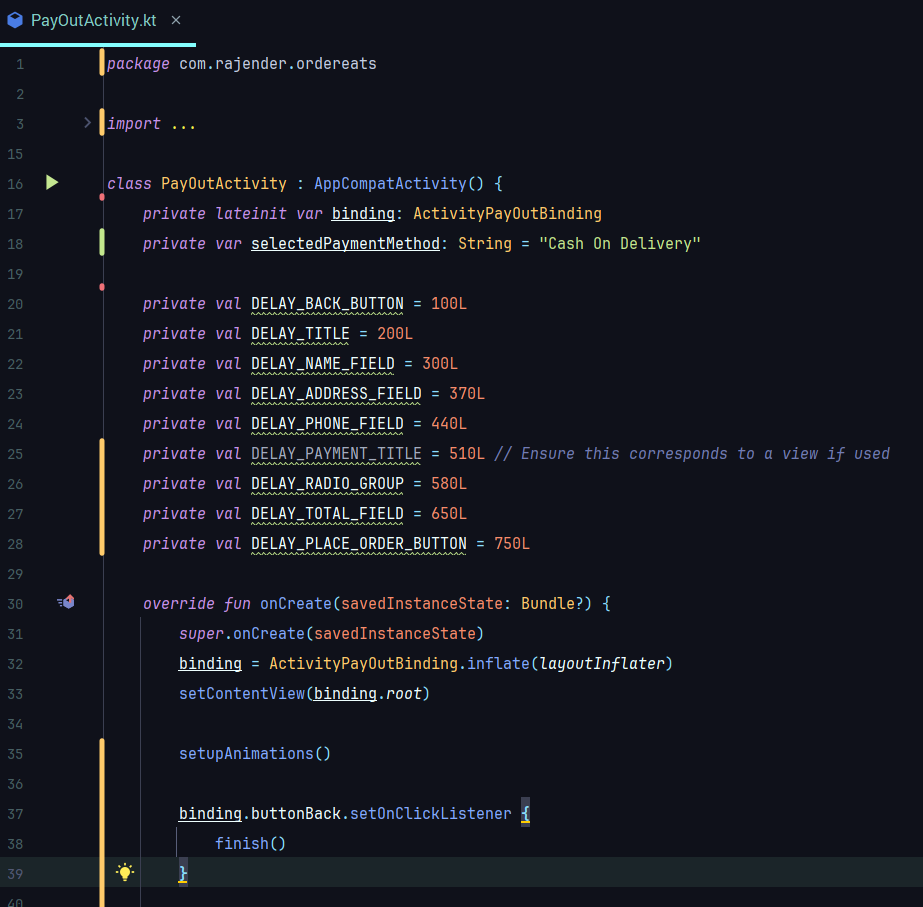 PayOutActivity.kt ×
1 package com.rajender.ordereats
2
3 import ...
15
16 class PayOutActivity : AppCompatActivity() {
17 private lateinit var binding: ActivityPayOutBinding
18 private var selectedPaymentMethod: String = "Cash On Delivery"
19
20 private val DELAY_BACK_BUTTON = 100L
21 private val DELAY_TITLE = 200L
22 private val DELAY_NAME_FIELD = 300L
23 private val DELAY_ADDRESS_FIELD = 370L
24 private val DELAY_PHONE_FIELD = 440L
25 private val DELAY_PAYMENT_TITLE = 510L // Ensure this corresponds to a view if used
26 private val DELAY_RADIO_GROUP = 580L
27 private val DELAY_TOTAL_FIELD = 650L
28 private val DELAY_PLACE_ORDER_BUTTON = 750L
29
30 override fun onCreate(savedInstanceState: Bundle?) {
31 super.onCreate(savedInstanceState)
32 binding = ActivityPayOutBinding.inflate(layoutInflater)
33 setContentView(binding.root)
34
35 setupAnimations()
36
37 binding.buttonBack.setOnClickListener {
38 finish()
39 }
40